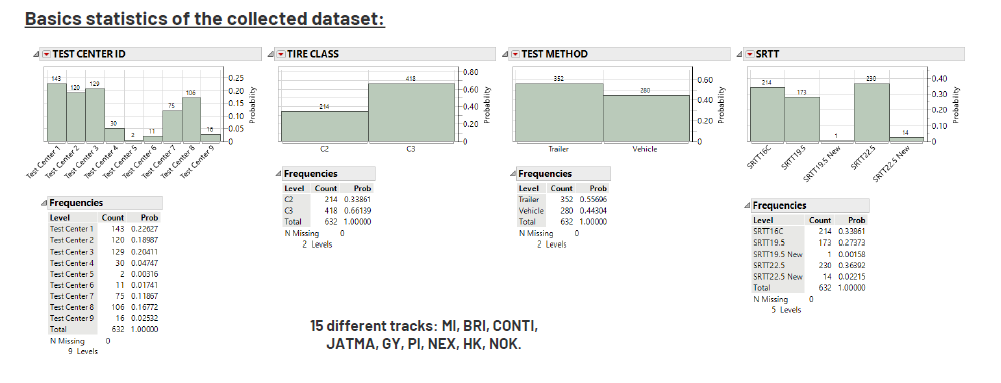 Basics statistics of the collected dataset:
TEST CENTER ID
143
120
129
30
2
11
75
106
16
0.25
0.20
0.15
0.10
0.05
0
Probability
Test Center 1
Test Center 2
Test Center 3
Test Center 4
Test Center 5
Test Center 6
Test Center 7
Test Center 8
Test Center 9
Frequencies
Level Count Prob
Test Center 1 143 0.22627
Test Center 2 120 0.18987
Test Center 3 129 0.20411
Test Center 4 30 0.04747
Test Center 5 2 0.00316
Test Center 6 11 0.01741
Test Center 7 75 0.11867
Test Center 8 106 0.16772
Test Center 9 16 0.02532
Total 632 1.00000
N Missing 0
9 Levels
TIRE CLASS
214
418
0.80
0.60
0.40
0.20
0
Probability
C2 C3
Frequencies
Level Count Prob
C2 214 0.33861
C3 418 0.66139
Total 632 1.00000
N Missing 0
2 Levels
TEST METHOD
352
280
0.60
0.40
0.20
0
Probability
Trailer Vehicle
Frequencies
Level Count Prob
Trailer 352 0.55696
Vehicle 280 0.44304
Total 632 1.00000
N Missing 0
2 Levels
SRTT
214
173
1
230
14
0.40
0.30
0.20
0.10
0
Probability
SRTT16C
SRTT19.5
SRTT19.5 New
SRTT22.5
SRTT22.5 New
Frequencies
Level Count Prob
SRTT16C 214 0.33861
SRTT19.5 173 0.27373
SRTT19.5 New 1 0.00158
SRTT22.5 230 0.36392
SRTT22.5 New 14 0.02215
Total 632 1.00000
N Missing 0
5 Levels
15 different tracks: MI, BRI, CONTI,
JATMA, GY, PI, NEX, HK, NOK.